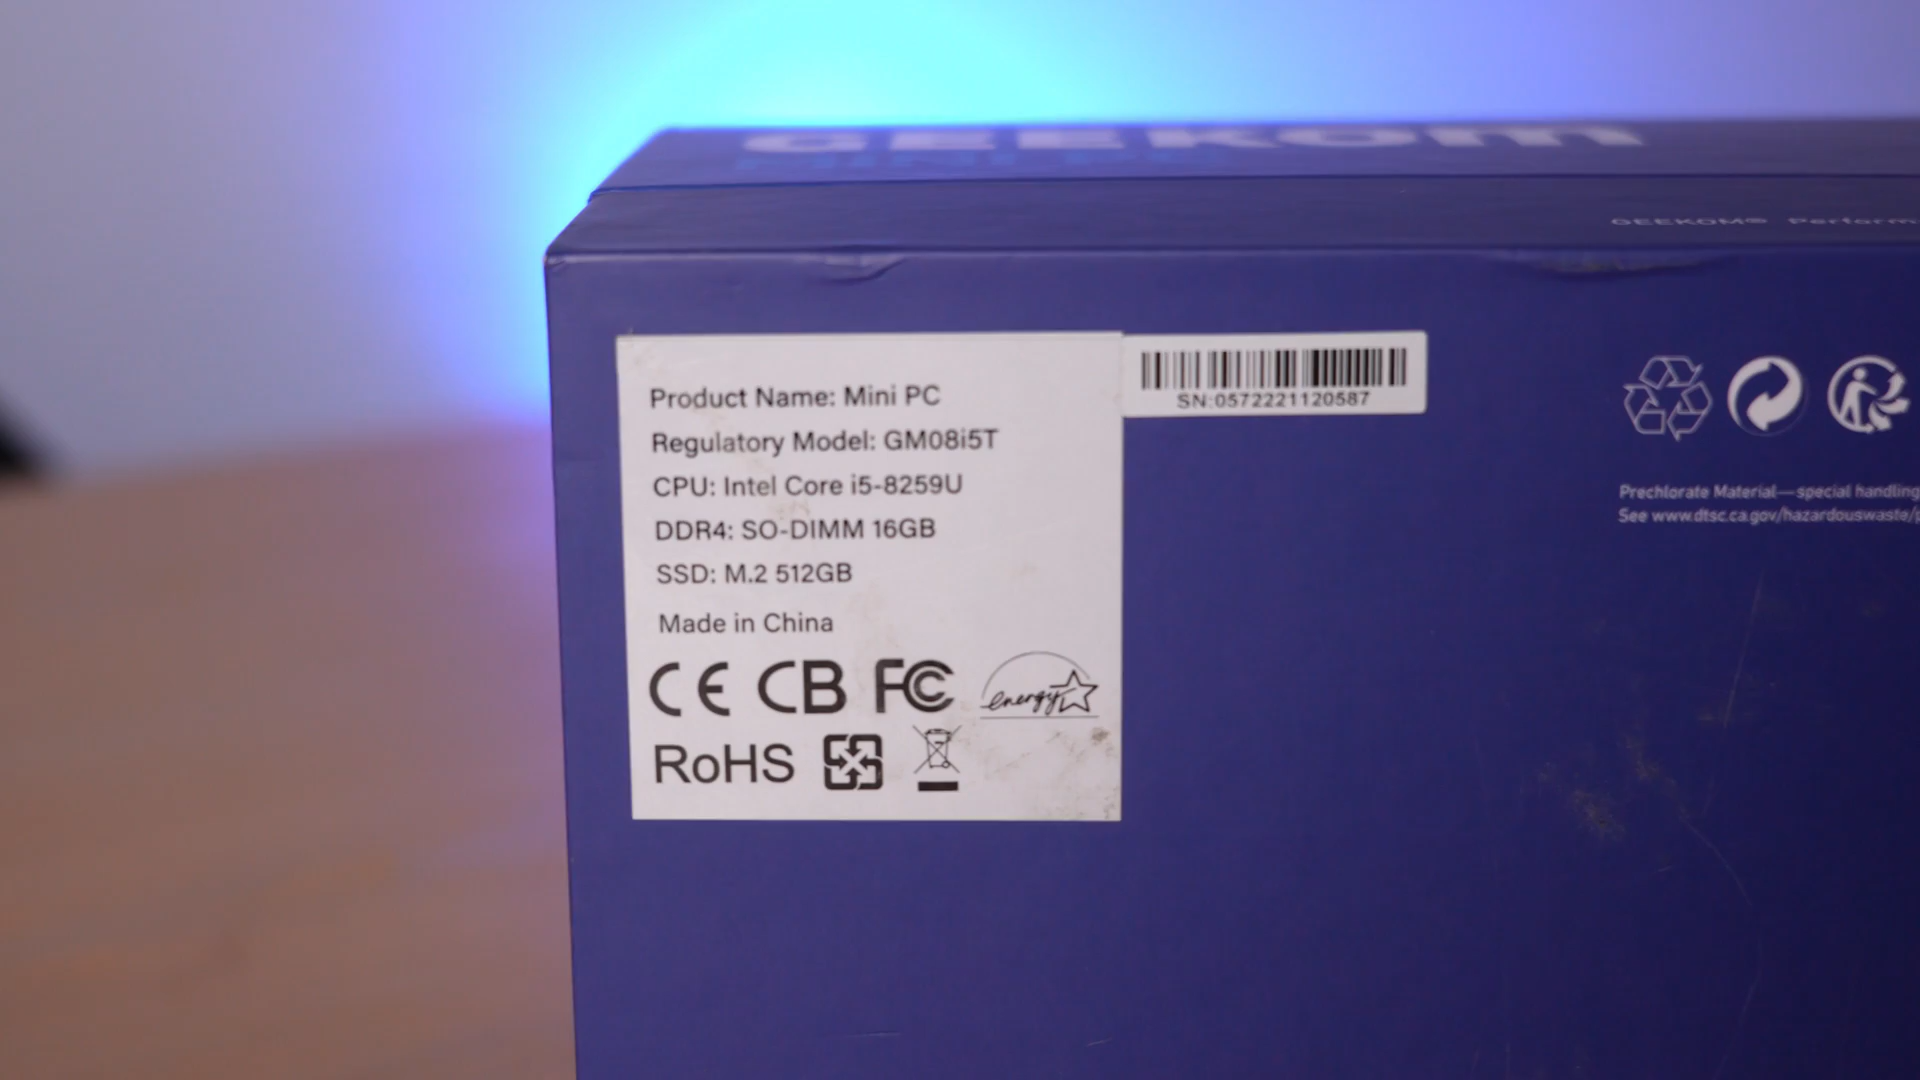 GEEKOM
MINI PC
GEEKOM® Perform
Product Name: Mini PC
Regulatory Model: GM08i5T
CPU: Intel Core i5-8259U
DDR4: SO-DIMM 16GB
SSD: M.2 512GB
Made in China
CE CB FC energy
RoHS
SN:0572221120587
Prechlorate Material—special handling
See www.dtsc.ca.gov/hazardouswaste/p